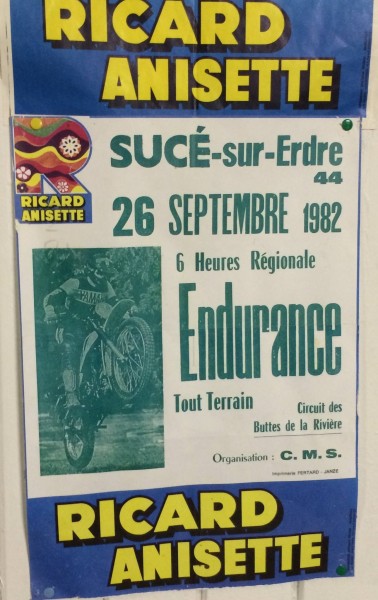 RICARD
ANISETTE
RICARD
ANISETTE
SUCÉ-sur-Erdre
44
26 SEPTEMBRE 1982
6 Heures Régionale
Endurance
Tout Terrain
Circuit des
Buttes de la Rivière
Organisation : C. M. S.
RICARD
ANISETTE